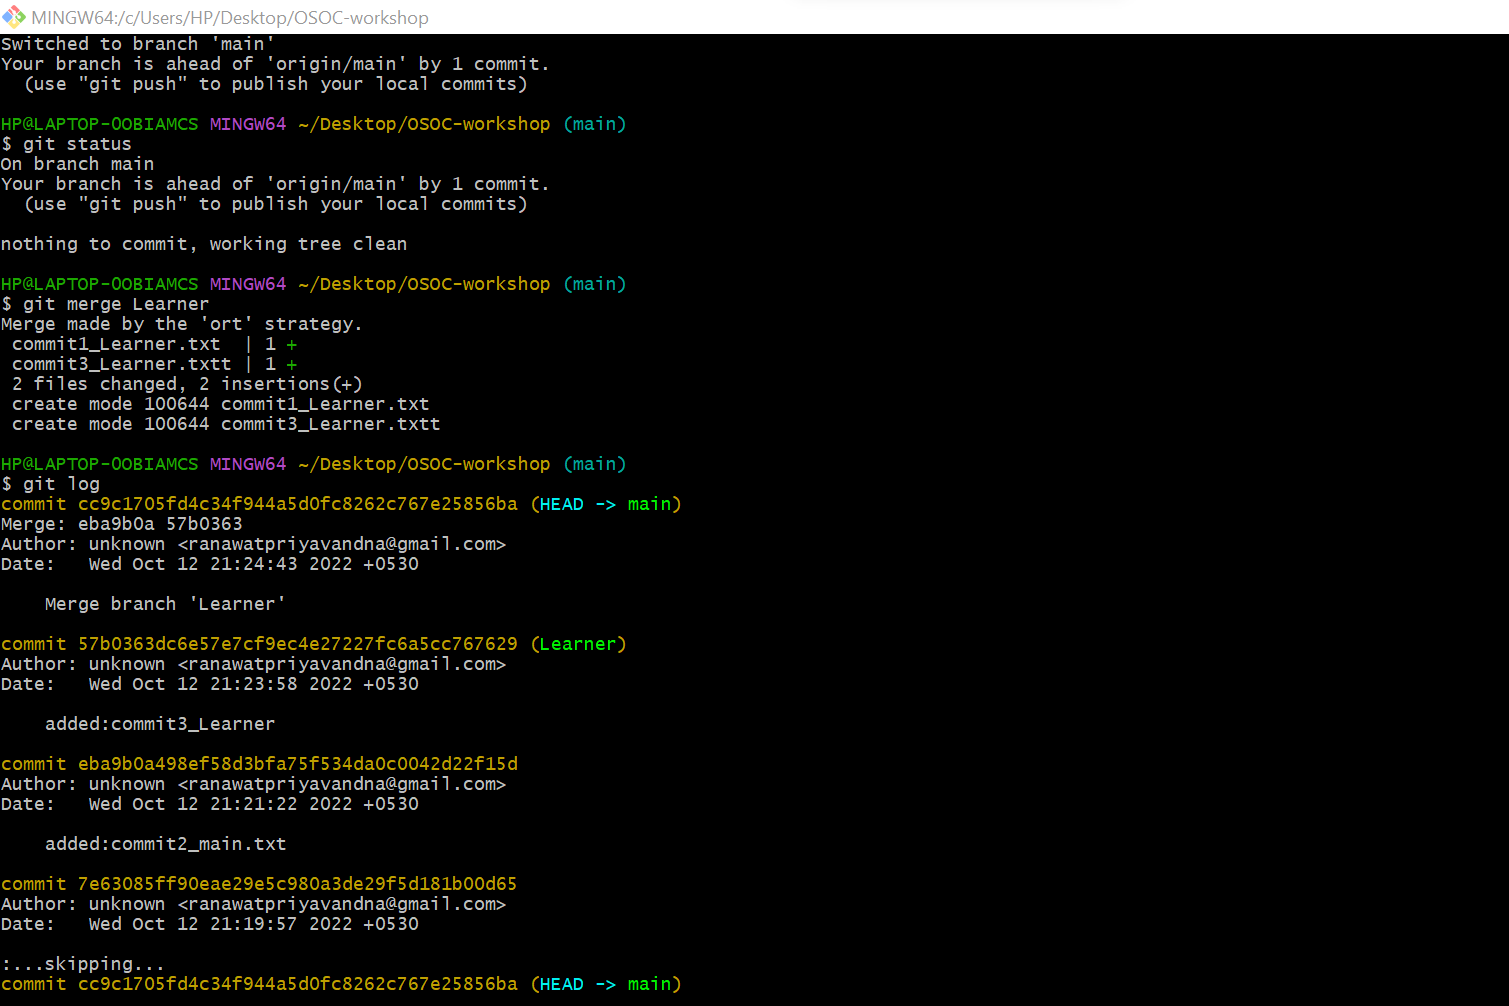 MINGW64:/c/Users/HP/Desktop/OSOC-workshop
Switched to branch 'main'
Your branch is ahead of 'origin/main' by 1 commit.
  (use "git push" to publish your local commits)
HP@LAPTOP-OOBIAMCS MINGW64 ~/Desktop/OSOC-workshop (main)
$ git status
On branch main
Your branch is ahead of 'origin/main' by 1 commit.
  (use "git push" to publish your local commits)
nothing to commit, working tree clean
HP@LAPTOP-OOBIAMCS MINGW64 ~/Desktop/OSOC-workshop (main)
$ git merge Learner
Merge made by the 'ort' strategy.
 commit1_Learner.txt  | 1 +
 commit3_Learner.txtt | 1 +
 2 files changed, 2 insertions(+)
 create mode 100644 commit1_Learner.txt
 create mode 100644 commit3_Learner.txtt
HP@LAPTOP-OOBIAMCS MINGW64 ~/Desktop/OSOC-workshop (main)
$ git log
commit cc9c1705fd4c34f944a5d0fc8262c767e25856ba (HEAD -> main)
Merge: eba9b0a 57b0363
Author: unknown <ranawatpriyavandna@gmail.com>
Date:   Wed Oct 12 21:24:43 2022 +0530
    Merge branch 'Learner'
commit 57b0363dc6e57e7cf9ec4e27227fc6a5cc767629 (Learner)
Author: unknown <ranawatpriyavandna@gmail.com>
Date:   Wed Oct 12 21:23:58 2022 +0530
    added:commit3_Learner
commit eba9b0a498ef58d3bfa75f534da0c0042d22f15d
Author: unknown <ranawatpriyavandna@gmail.com>
Date:   Wed Oct 12 21:21:22 2022 +0530
    added:commit2_main.txt
commit 7e63085ff90eae29e5c980a3de29f5d181b00d65
Author: unknown <ranawatpriyavandna@gmail.com>
Date:   Wed Oct 12 21:19:57 2022 +0530
:...skipping...
commit cc9c1705fd4c34f944a5d0fc8262c767e25856ba (HEAD -> main)